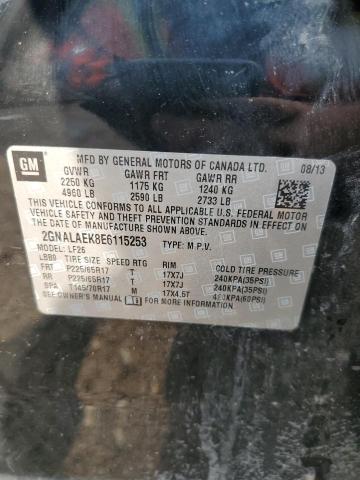 GM
MFD BY GENERAL MOTORS OF CANADA LTD. 08/13
GVWR GAWR FRT GAWR RR
2250 KG 1175 KG 1240 KG
4960 LB 2590 LB 2733 LB
THIS VEHICLE CONFORMS TO ALL APPLICABLE U.S. FEDERAL MOTOR
VEHICLE SAFETY AND THEFT PREVENTION STANDARDS IN EFFECT ON
THE DATE OF MANUFACTURE SHOWN ABOVE.
2GNALAEK8E6115253 TYPE: M.P.V.
MODEL: LF26
LBB9 TIRE SIZE SPEED RTG RIM COLD TIRE PRESSURE
FRT P225/65R17 T 17X7J 240KPA(35PSI)
RR P225/65R17 T 17X7J 240KPA(35PSI)
SPA T145/70R17 M 17X4.5T 420KPA(60PSI)
SEE OWNER'S MANUAL FOR ADDITIONAL INFORMATION.